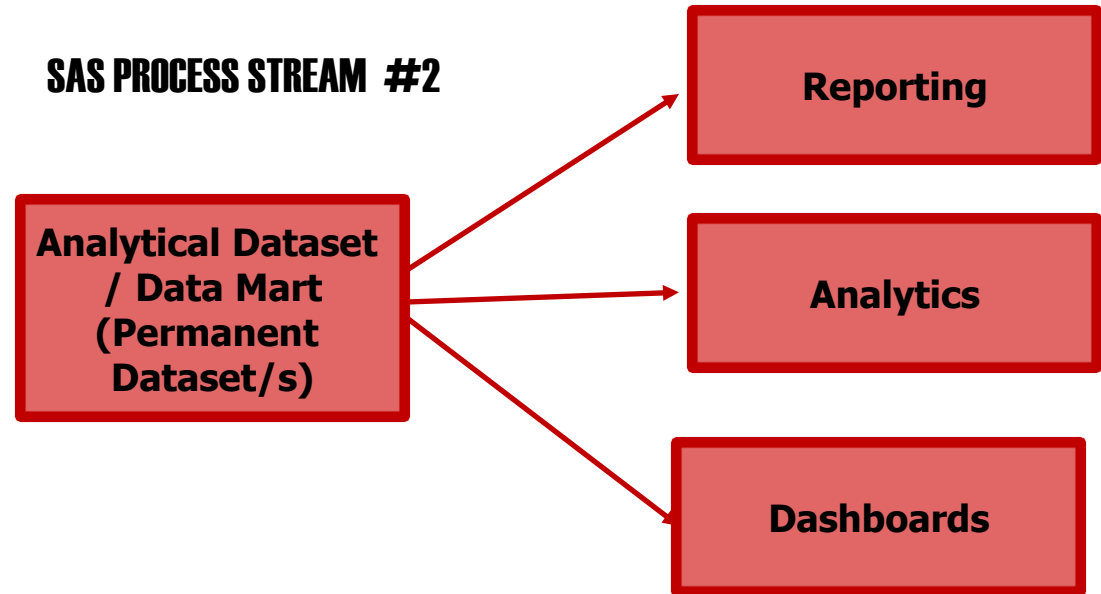 SAS PROCESS STREAM #2
Reporting
Analytical Dataset
/ Data Mart
(Permanent
Dataset/s)
Analytics
Dashboards